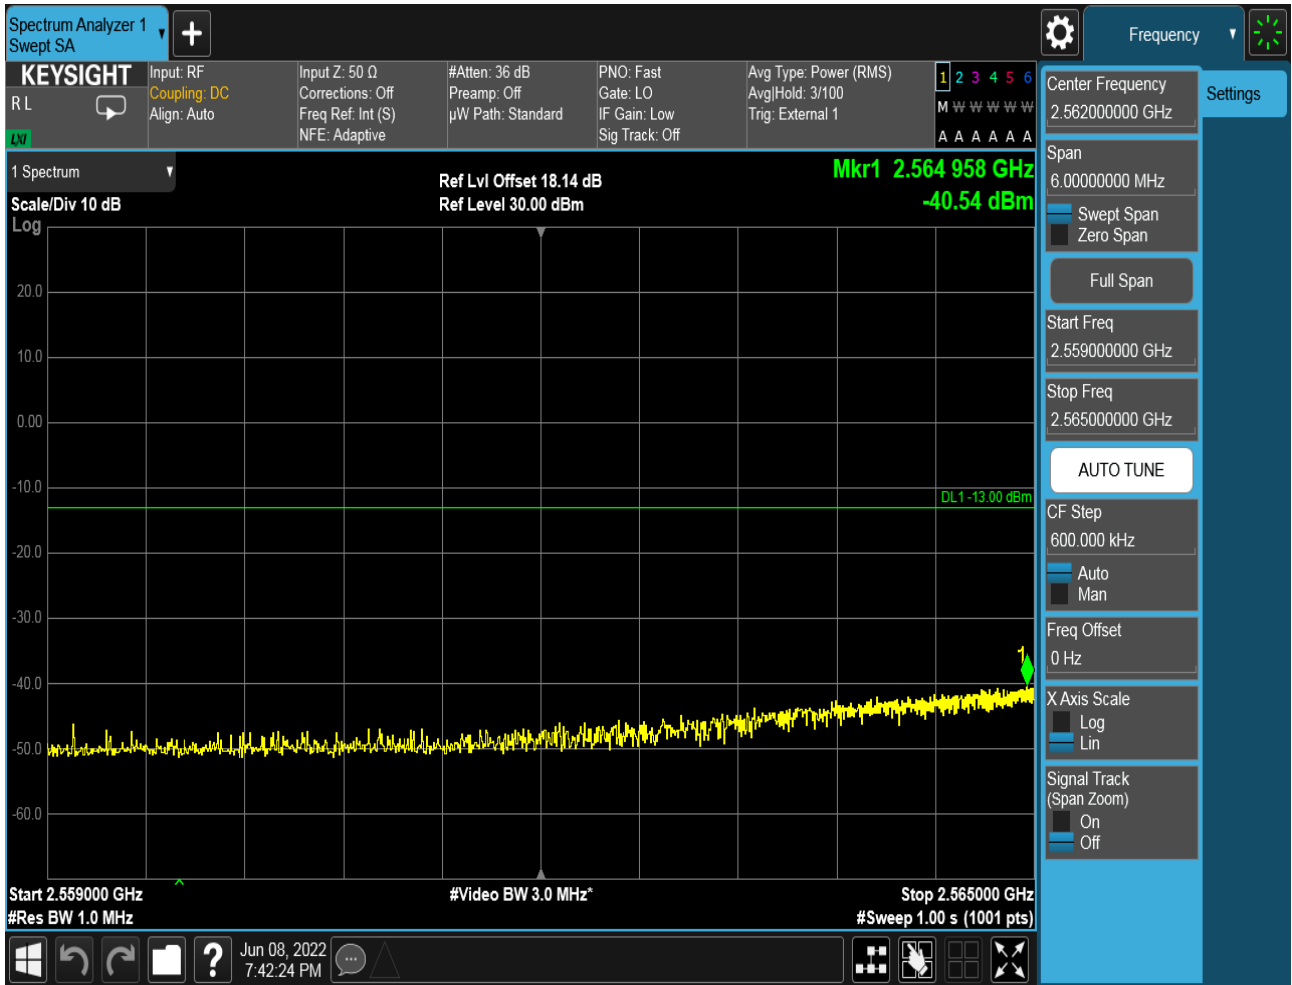 Spectrum Analyzer 1
Swept SA
Frequency
KEYSIGHT
R L
LXI
Input: RF
Coupling: DC
Align: Auto
Input Z: 50 Ω
Corrections: Off
Freq Ref: Int (S)
NFE: Adaptive
#Atten: 36 dB
Preamp: Off
µW Path: Standard
PNO: Fast
Gate: LO
IF Gain: Low
Sig Track: Off
Avg Type: Power (RMS)
Avg|Hold: 3/100
Trig: External 1
1 2 3 4 5 6
M W W W W W
A A A A A A
1 Spectrum
Scale/Div 10 dB
Log
Ref Lvl Offset 18.14 dB
Ref Level 30.00 dBm
Mkr1 2.564 958 GHz
-40.54 dBm
20.0
10.0
0.00
-10.0
DL1 -13.00 dBm
-20.0
-30.0
1
-40.0
-50.0
-60.0
Start 2.559000 GHz
#Res BW 1.0 MHz
#Video BW 3.0 MHz*
Stop 2.565000 GHz
#Sweep 1.00 s (1001 pts)
?
Jun 08, 2022
7:42:24 PM
Center Frequency
2.562000000 GHz
Settings
Span
6.00000000 MHz
Swept Span
Zero Span
Full Span
Start Freq
2.559000000 GHz
Stop Freq
2.565000000 GHz
AUTO TUNE
CF Step
600.000 kHz
Auto
Man
Freq Offset
0 Hz
X Axis Scale
Log
Lin
Signal Track
(Span Zoom)
On
Off